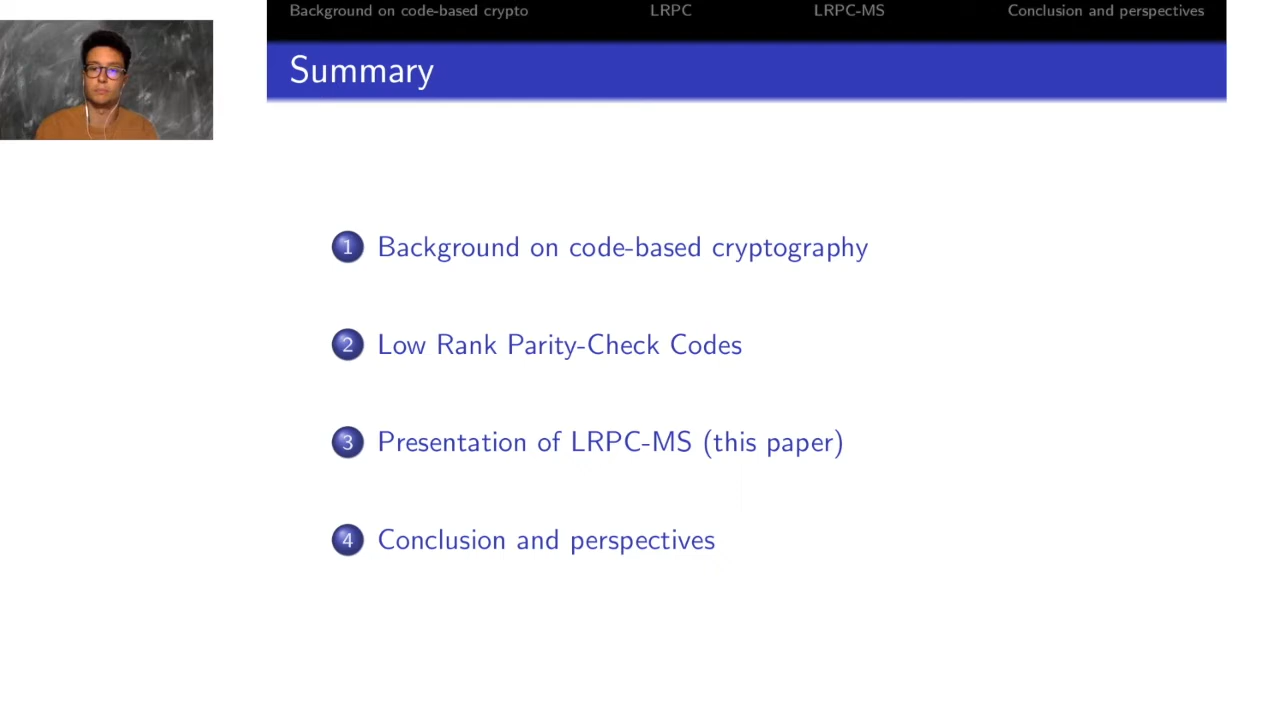 Background on code-based crypto LRPC LRPC-MS Conclusion and perspectives
Summary
1 Background on code-based cryptography
2 Low Rank Parity-Check Codes
3 Presentation of LRPC-MS (this paper)
4 Conclusion and perspectives